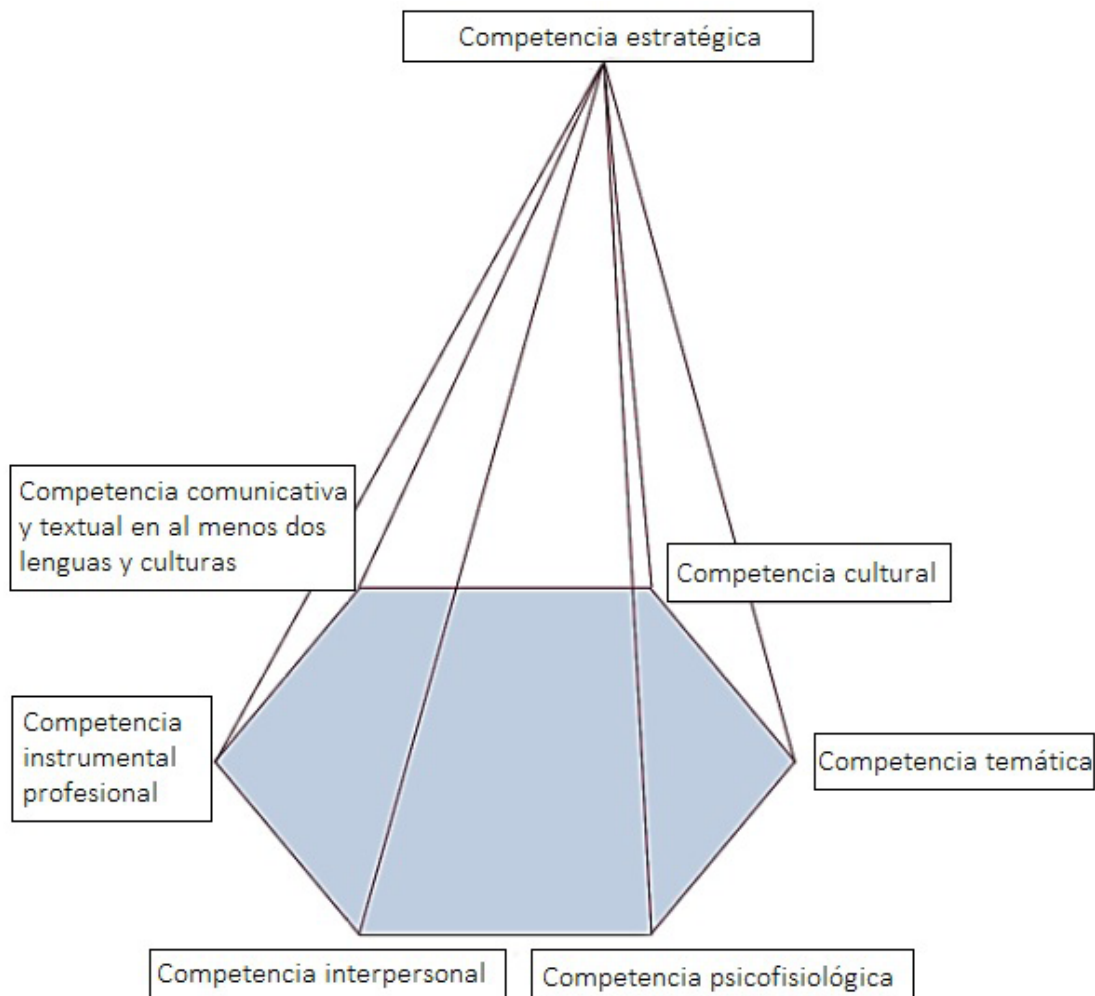 Competencia estratégica
Competencia comunicativa
y textual en al menos dos
lenguas y culturas
Competencia cultural
Competencia
instrumental
profesional
Competencia temática
Competencia interpersonal
Competencia psicofisiológica